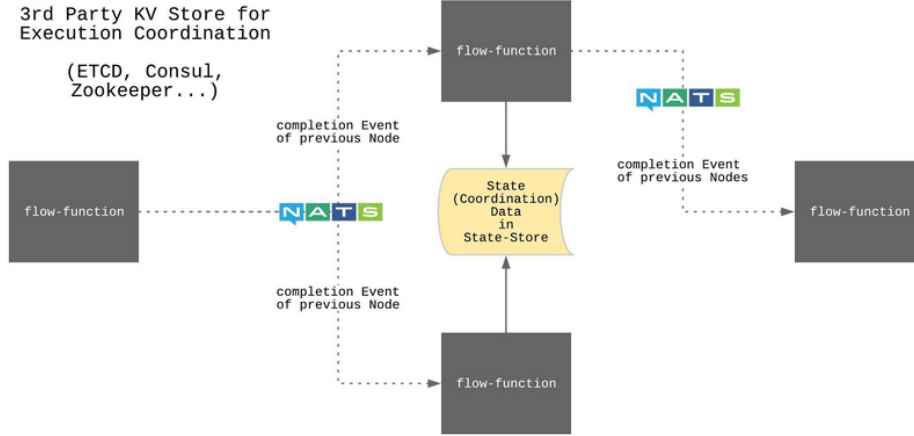 3rd Party KV Store for
Execution Coordination
(ETCD, Consul,
Zookeeper...)
flow-function
NATS
completion Event
of previous Node
completion Event
of previous Nodes
flow-function
State
(Coordination)
Data
in
State-Store
flow-function
NATS
flow-function
completion Event
of previous Node
flow-function